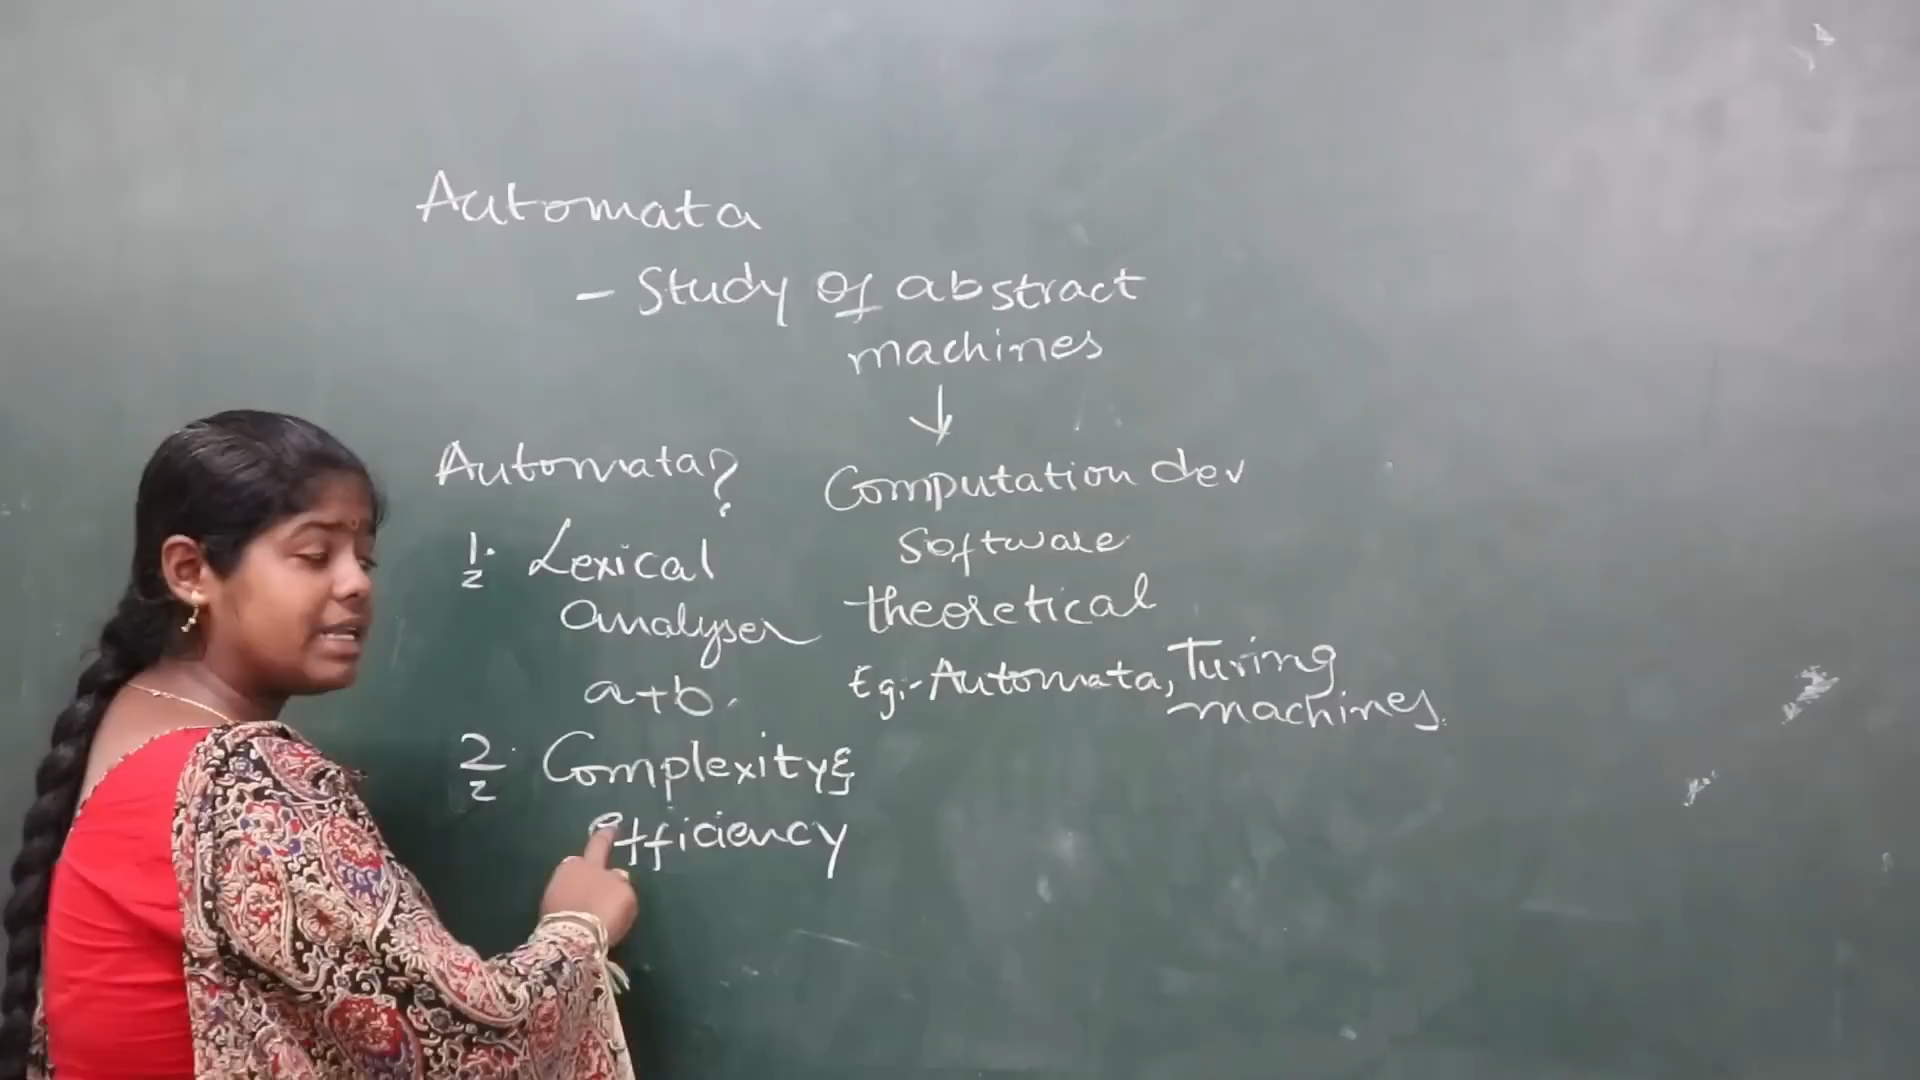 Automata
- Study of abstract
machines
↓
Automata?
1. Lexical
analyser
a+b.
2. Complexity &
efficiency
Computation dev
Software
theoretical
Eg:- Automata, Turing
machines.